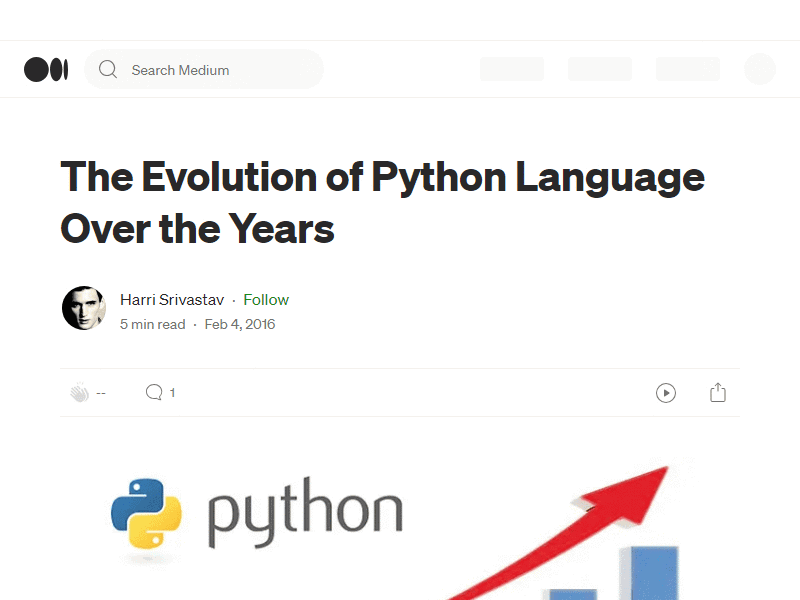 Search Medium
The Evolution of Python Language
Over the Years
Harri Srivastav · Follow
5 min read · Feb 4, 2016
--
1
python